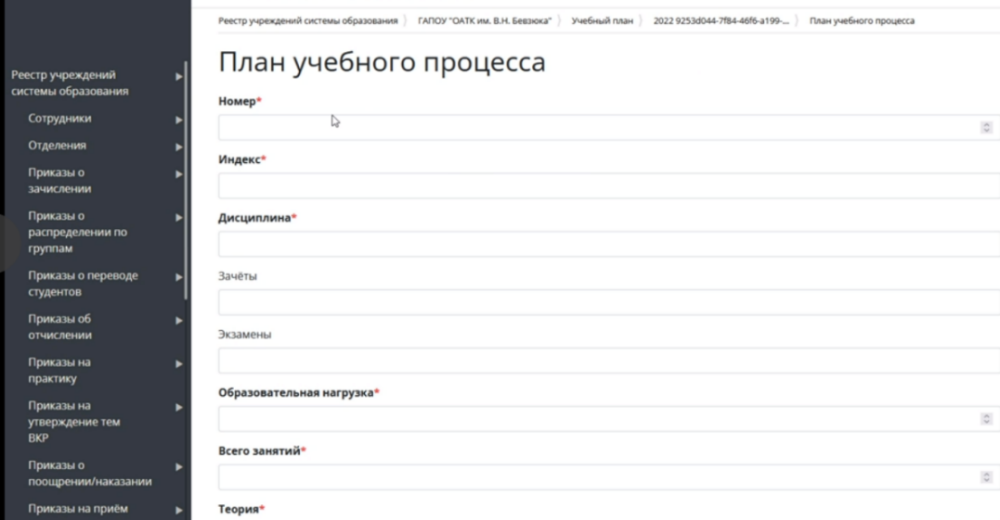 Реестр учреждений системы образования
ГАПОУ "ОАТК им. В.Н. Бевзюка"
Учебный план
2022 9253d044-7f84-46f6-a199-...
План учебного процесса
Реестр учреждений
системы образования
Сотрудники
Отделения
Приказы о
зачислении
Приказы о
распределении по
группам
Приказы о переводе
студентов
Приказы об
отчислении
Приказы на
практику
Приказы на
утверждение тем
ВКР
Приказы о
поощрении/наказании
Приказы на приём
План учебного процесса
Номер*
Индекс*
Дисциплина*
Зачёты
Экзамены
Образовательная нагрузка*
Всего занятий*
Теория*